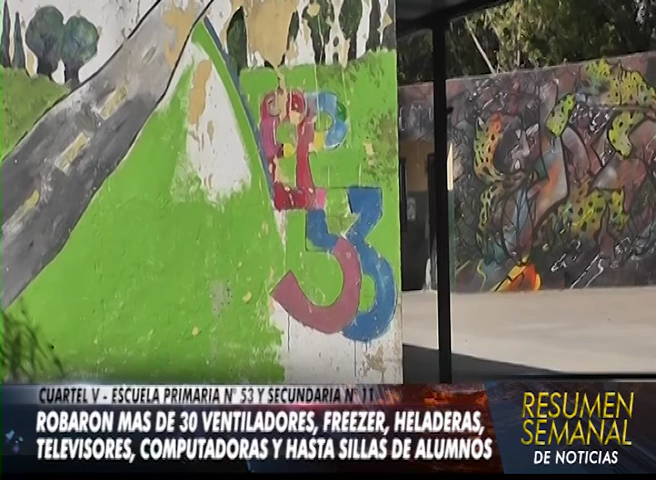 EP
53
CUARTEL V - ESCUELA PRIMARIA N° 53 Y SECUNDARIA N° 11
ROBARON MAS DE 30 VENTILADORES, FREEZER, HELADERAS,
TELEVISORES, COMPUTADORAS Y HASTA SILLAS DE ALUMNOS
RESUMEN
SEMANAL
DE NOTICIAS